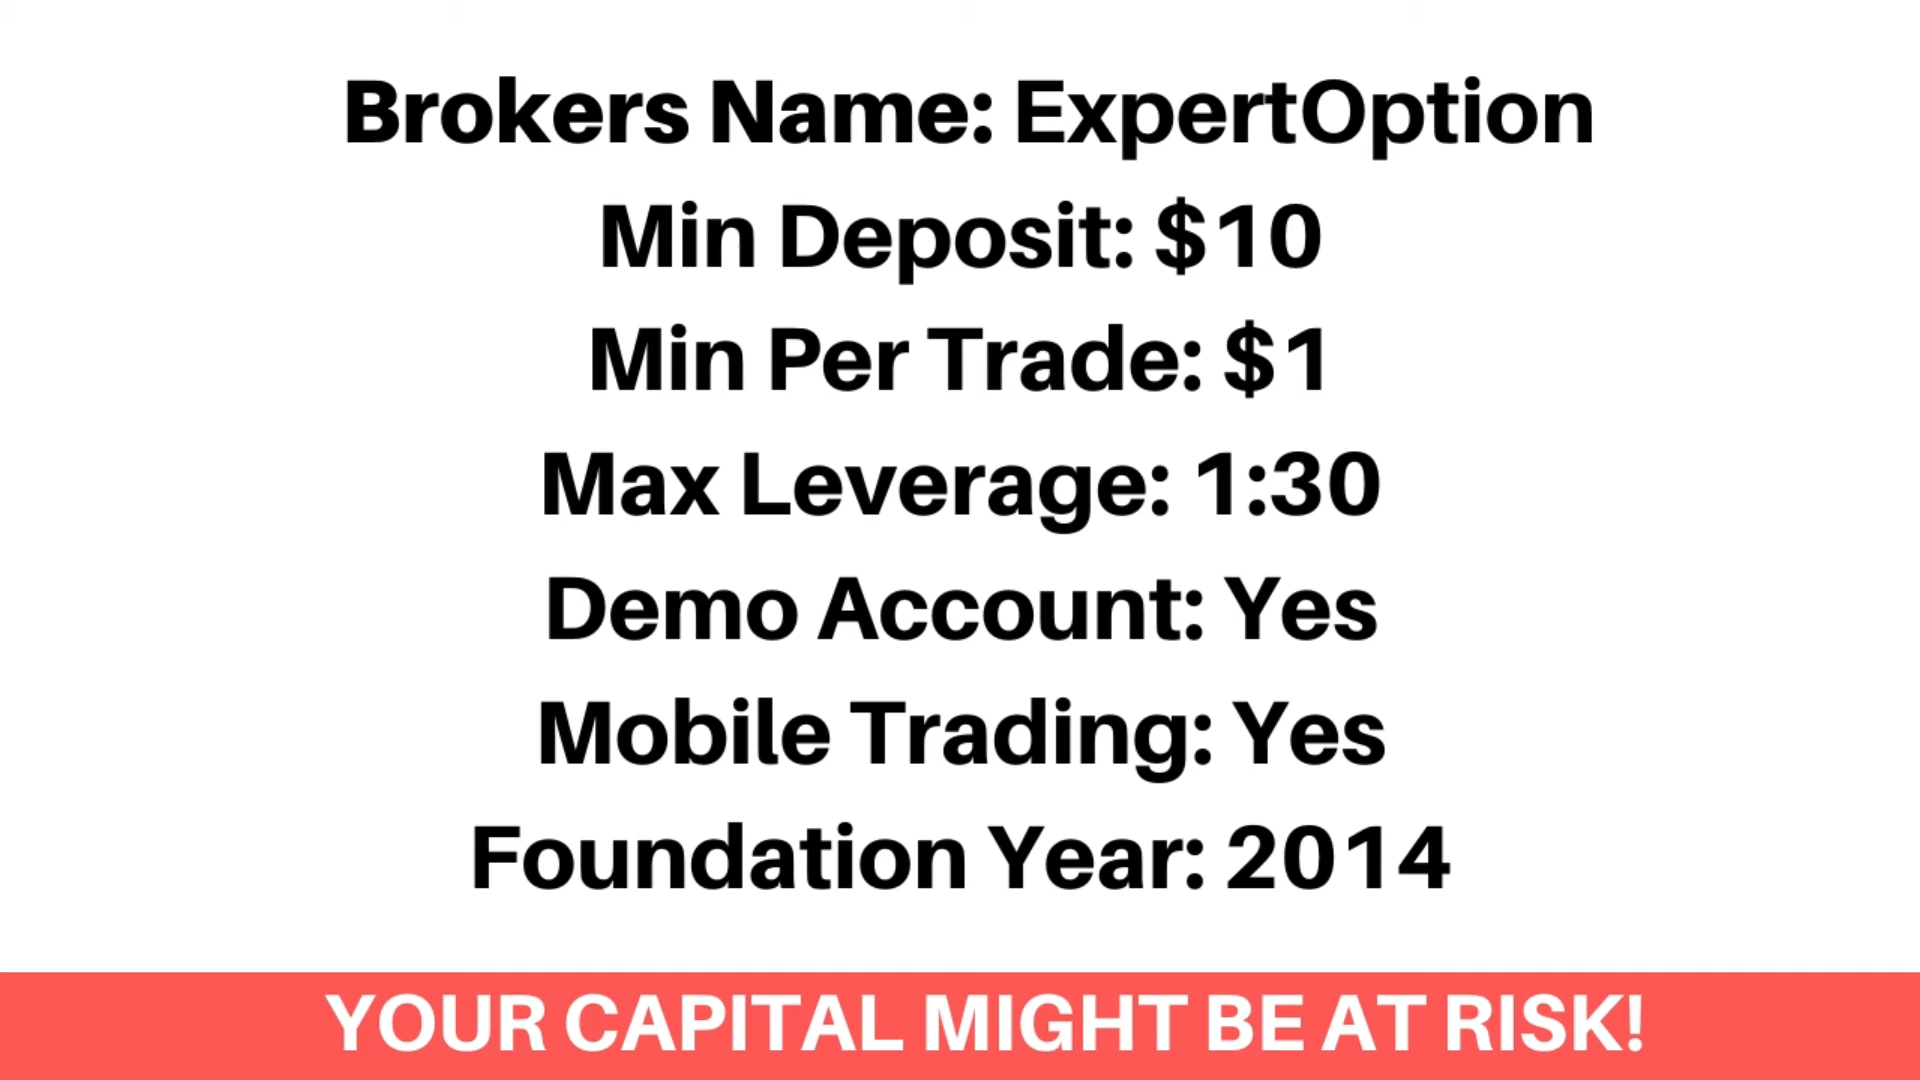 Brokers Name: ExpertOption
Min Deposit: $10
Min Per Trade: $1
Max Leverage: 1:30
Demo Account: Yes
Mobile Trading: Yes
Foundation Year: 2014
YOUR CAPITAL MIGHT BE AT RISK!